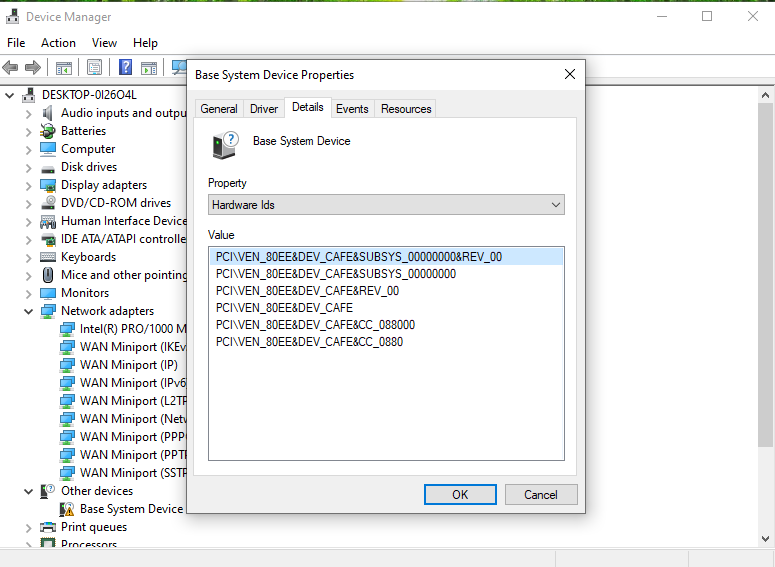 Device Manager
File Action View Help
DESKTOP-0I26O4L
Audio inputs and outpu
Batteries
Computer
Disk drives
Display adapters
DVD/CD-ROM drives
Human Interface Device
IDE ATA/ATAPI controlle
Keyboards
Mice and other pointing
Monitors
Network adapters
Intel(R) PRO/1000 M
WAN Miniport (IKEv
WAN Miniport (IP)
WAN Miniport (IPv6
WAN Miniport (L2TP
WAN Miniport (Netw
WAN Miniport (PPPO
WAN Miniport (PPTP
WAN Miniport (SSTP
Other devices
Base System Device
Print queues
Processors
Base System Device Properties
General Driver Details Events Resources
Base System Device
Property
Hardware Ids
Value
PCI\VEN_80EE&DEV_CAFE&SUBSYS_00000000&REV_00
PCI\VEN_80EE&DEV_CAFE&SUBSYS_00000000
PCI\VEN_80EE&DEV_CAFE&REV_00
PCI\VEN_80EE&DEV_CAFE
PCI\VEN_80EE&DEV_CAFE&CC_088000
PCI\VEN_80EE&DEV_CAFE&CC_0880
OK Cancel